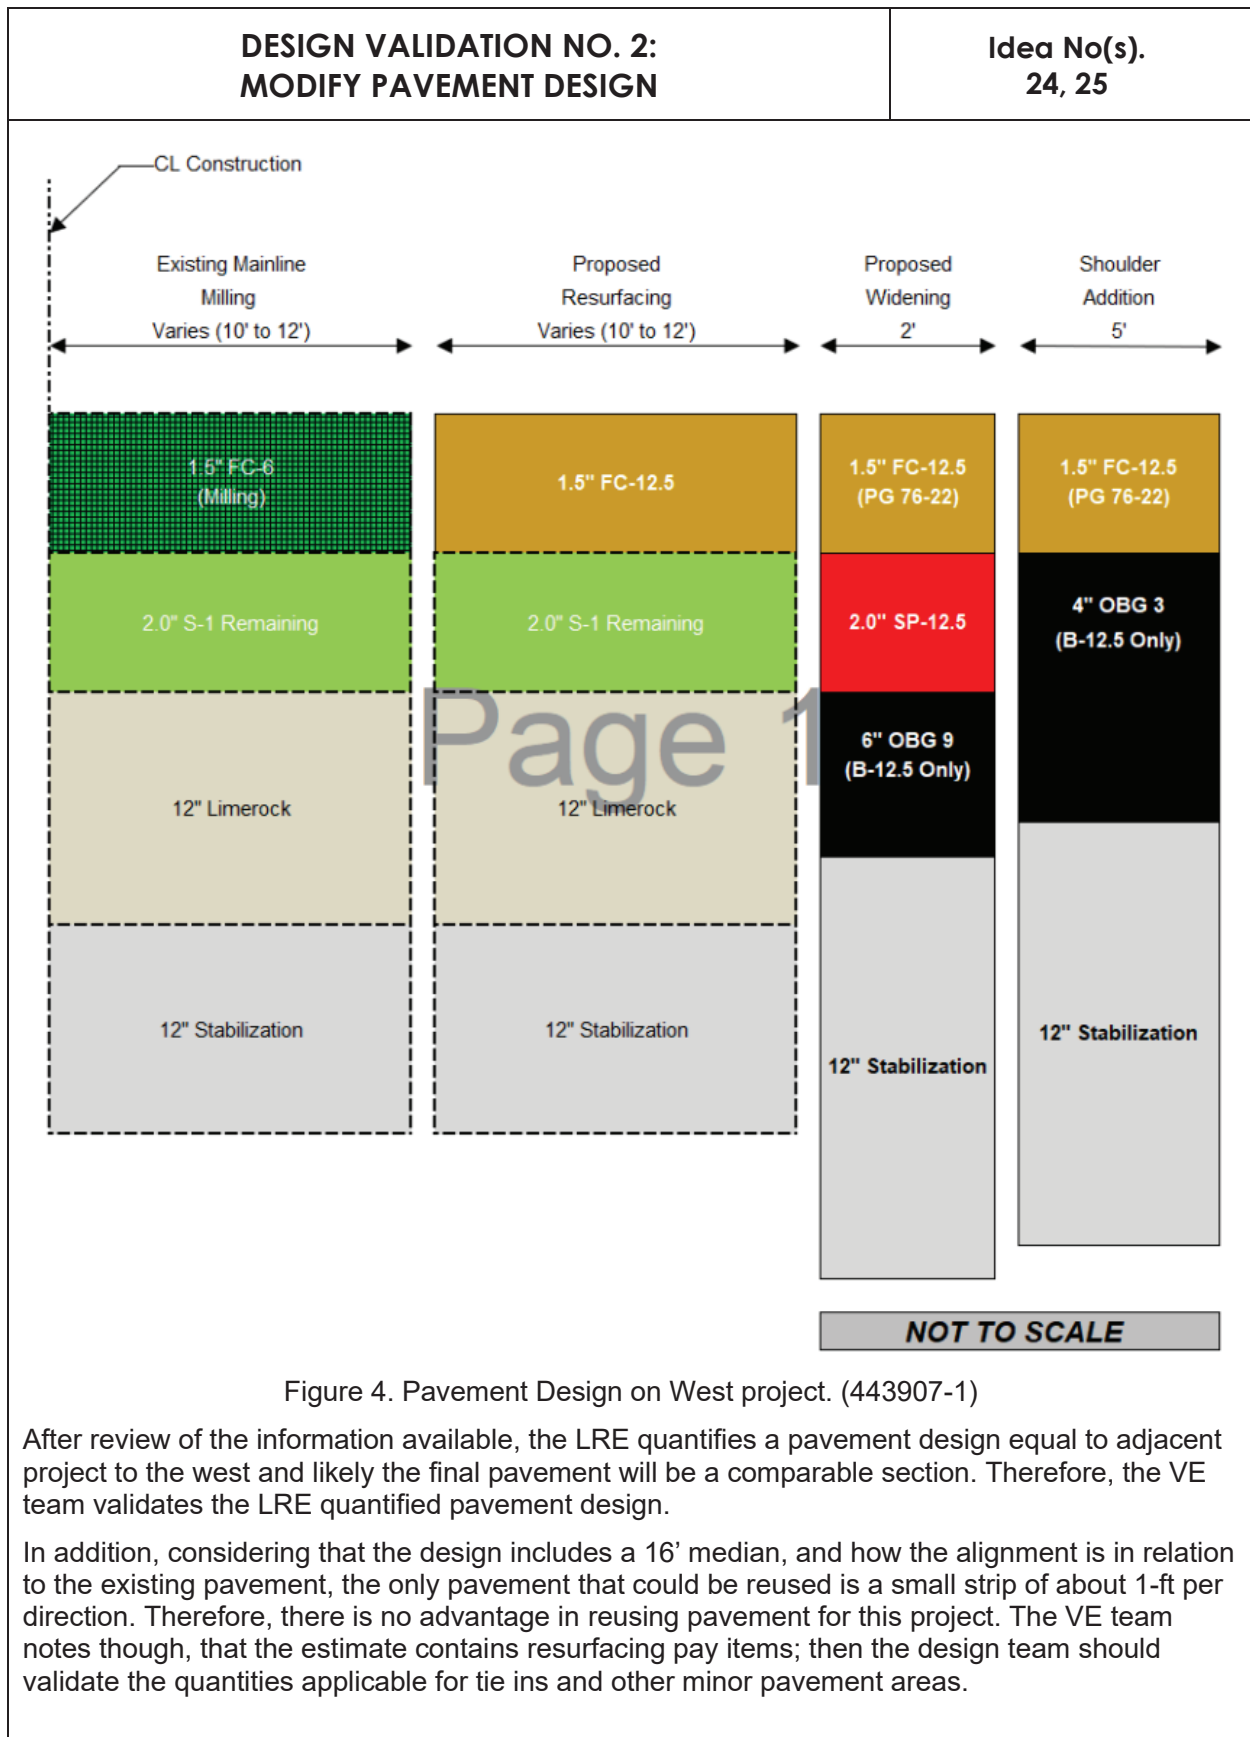 DESIGN VALIDATION NO. 2:
MODIFY PAVEMENT DESIGN
Idea No(s).
24, 25
CL Construction
Existing Mainline
Milling
Varies (10' to 12')
Proposed
Resurfacing
Varies (10' to 12')
Proposed
Widening
2'
Shoulder
Addition
5'
1.5" FC-6
(Milling)
1.5" FC-12.5
1.5" FC-12.5
(PG 76-22)
1.5" FC-12.5
(PG 76-22)
2.0" S-1 Remaining
2.0" S-1 Remaining
2.0" SP-12.5
4" OBG 3
(B-12.5 Only)
Page 1
6" OBG 9
(B-12.5 Only)
12" Limerock
12" Limerock
12" Stabilization
12" Stabilization
12" Stabilization
12" Stabilization
NOT TO SCALE
Figure 4. Pavement Design on West project. (443907-1)
After review of the information available, the LRE quantifies a pavement design equal to adjacent
project to the west and likely the final pavement will be a comparable section. Therefore, the VE
team validates the LRE quantified pavement design.
In addition, considering that the design includes a 16’ median, and how the alignment is in relation
to the existing pavement, the only pavement that could be reused is a small strip of about 1-ft per
direction. Therefore, there is no advantage in reusing pavement for this project. The VE team
notes though, that the estimate contains resurfacing pay items; then the design team should
validate the quantities applicable for tie ins and other minor pavement areas.